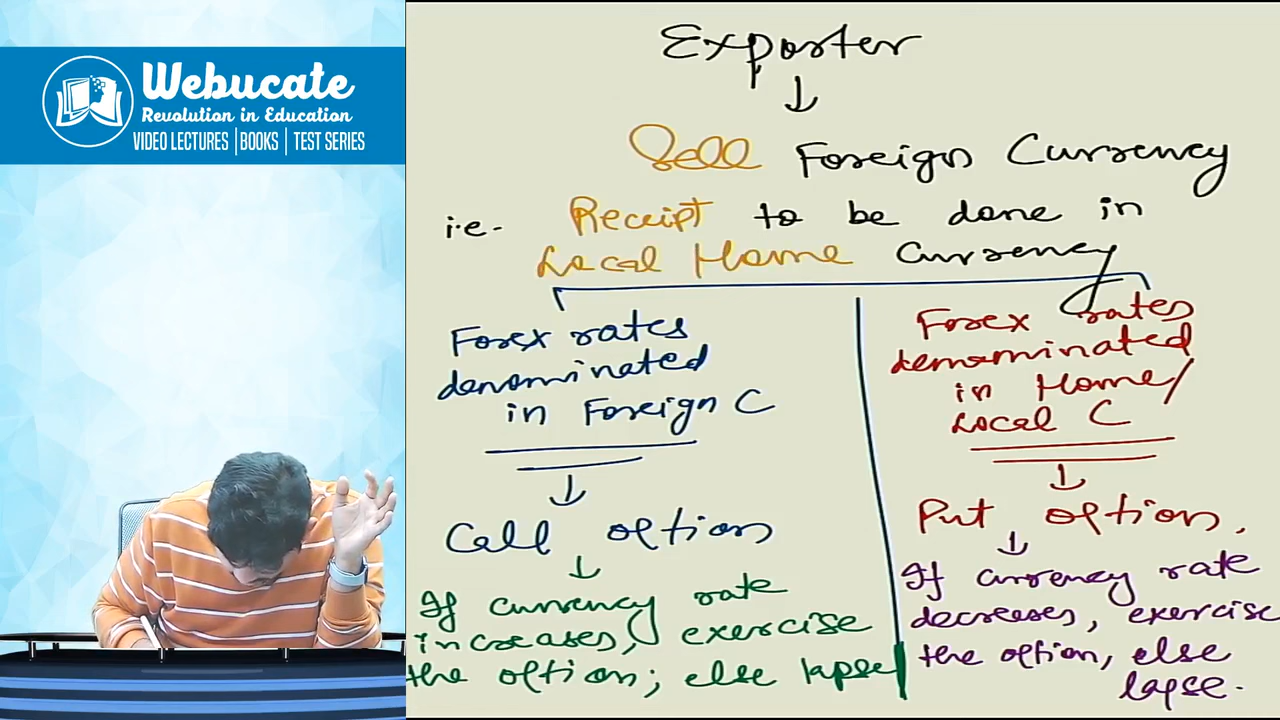 Webucate
Revolution in Education
VIDEO LECTURES | BOOKS | TEST SERIES
Exporter
↓
Sell Foreign Currency
i.e. Receipt to be done in
Local Home Currency
Forex rates
denominated
in Foreign C
↓
Call option
↓
If currency rate
increases, exercise
the option; else lapse
Forex rates
denominated
in Home/
Local C
↓
Put option.
↓
If currency rate
decreases, exercise
the option, else
lapse.